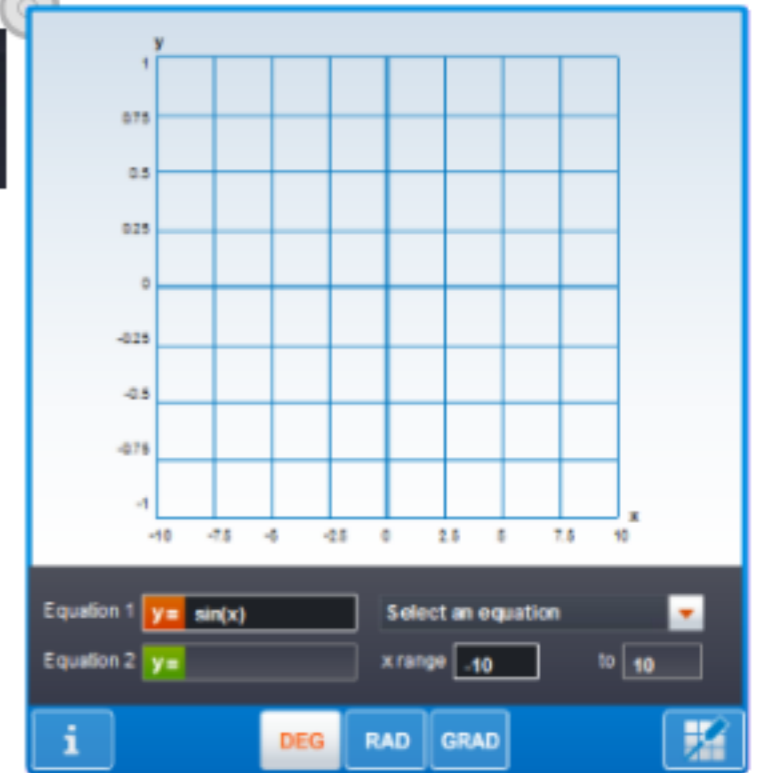 y
1
0.75
0.5
0.25
0
-0.25
-0.5
-0.75
-1
x
-10 -7.5 -5 -2.5 0 2.5 5 7.5 10
Equation 1 y= sin(x) Select an equation
Equation 2 y= x range -10 to 10
i DEG RAD GRAD